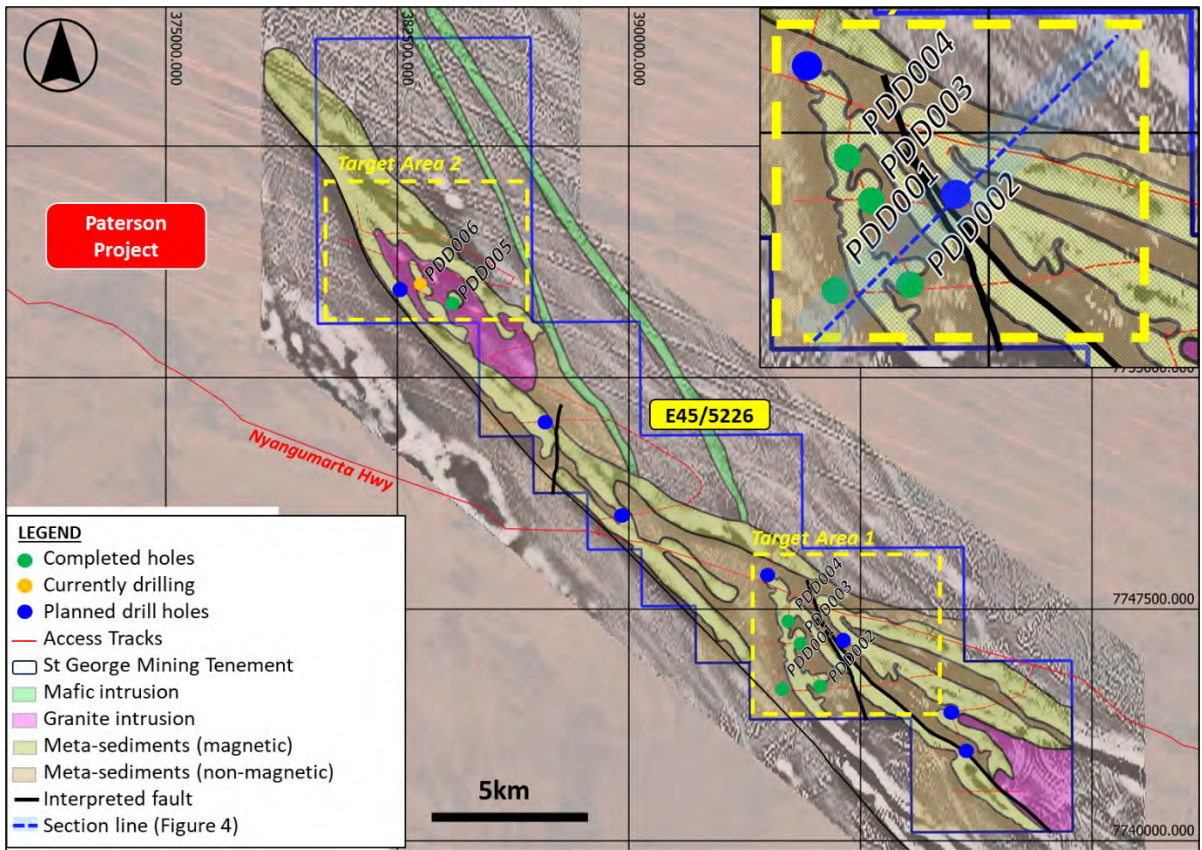 375000.000
382500.000
390000.000
PDD004
PDD003
PDD001
PDD002
Target Area 2
Paterson
Project
PDD006
PDD005
E45/5226
Nyangumarta Hwy
Target Area 1
PDD004
PDD003
PDD001
PDD002
7747500.000
7740000.000
LEGEND
Completed holes
Currently drilling
Planned drill holes
Access Tracks
St George Mining Tenement
Mafic intrusion
Granite intrusion
Meta-sediments (magnetic)
Meta-sediments (non-magnetic)
Interpreted fault
Section line (Figure 4)
5km